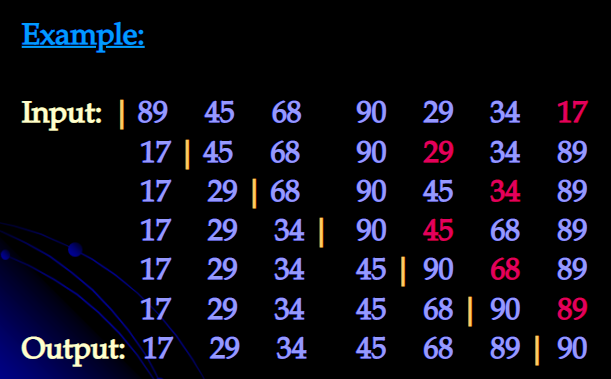 Example:
Input: | 89 45 68 90 29 34 17
17 | 45 68 90 29 34 89
17 29 | 68 90 45 34 89
17 29 34 | 90 45 68 89
17 29 34 45 | 90 68 89
17 29 34 45 68 | 90 89
Output: 17 29 34 45 68 89 | 90